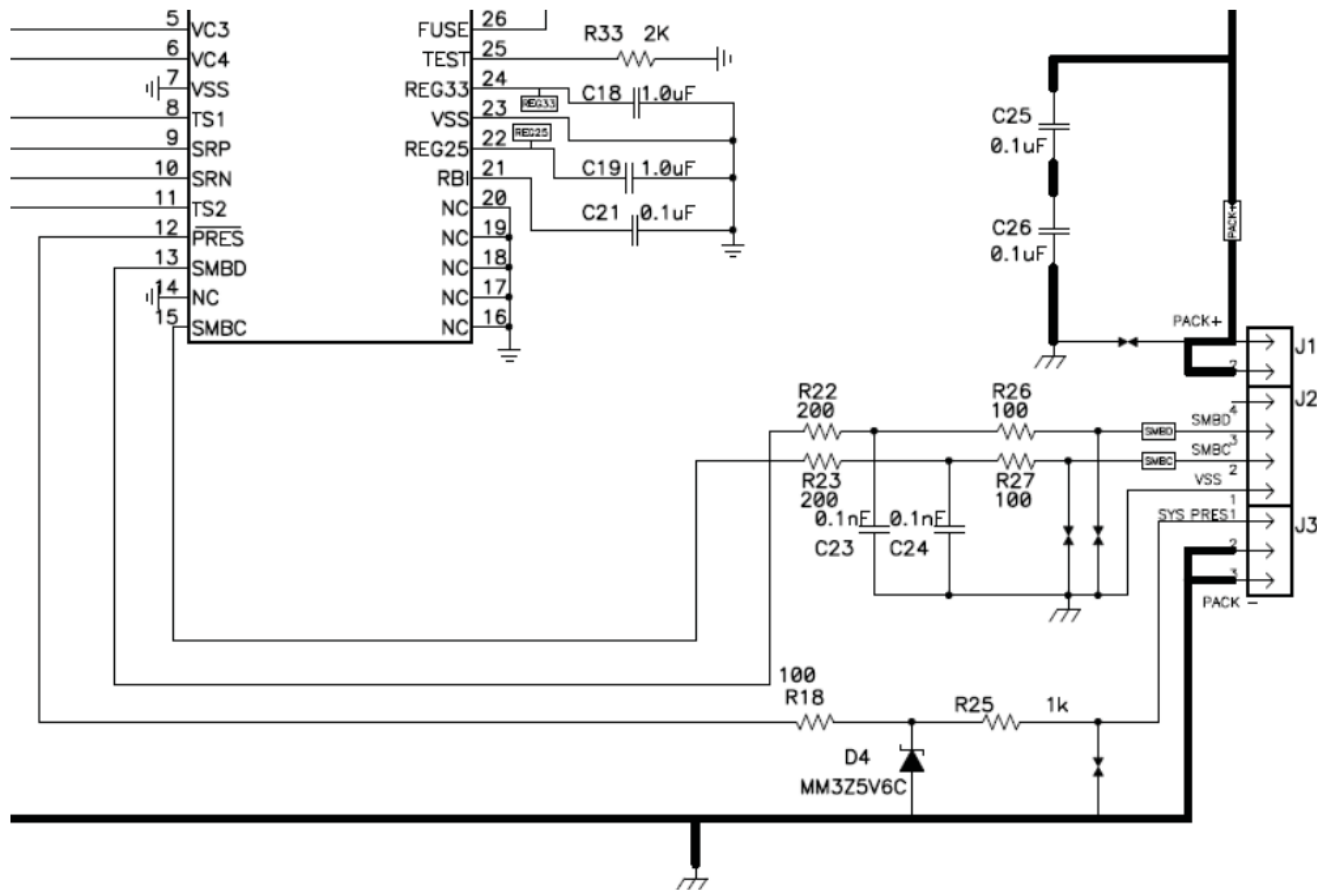 5 VC3
6 VC4
7 VSS
8 TS1
9 SRP
10 SRN
11 TS2
12 PRES
13 SMBD
14 NC
15 SMBC
FUSE 26
TEST 25
REG33 24
VSS 23
REG25 22
RBI 21
NC 20
NC 19
NC 18
NC 17
NC 16
R33 2K
REG33
C18 1.0uF
REG25
C19 1.0uF
C21 0.1uF
C25
0.1uF
C26
0.1uF
PACK+
PACK+
J1
2
J2
4
SMBD
SMBD
3
SMBC
SMBC
2
VSS
1
R22
200
R26
100
R23
200
R27
100
0.1nF 0.1nF
C23 C24
SYS PRES1
J3
2
3
PACK -
100
R18
R25 1k
D4
MM3Z5V6C